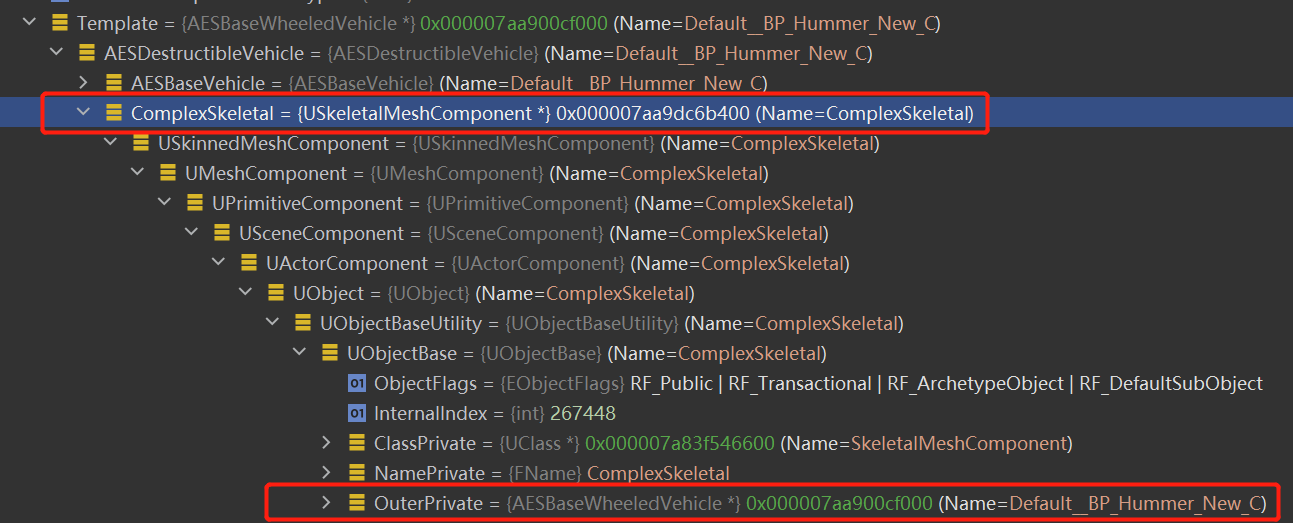 Template = {AESBaseWheeledVehicle *} 0x000007aa900cf000 (Name=Default__BP_Hummer_New_C)
AESDestructibleVehicle = {AESDestructibleVehicle} (Name=Default__BP_Hummer_New_C)
AESBaseVehicle = {AESBaseVehicle} (Name=Default__BP_Hummer_New_C)
ComplexSkeletal = {USkeletalMeshComponent *} 0x000007aa9dc6b400 (Name=ComplexSkeletal)
USkinnedMeshComponent = {USkinnedMeshComponent} (Name=ComplexSkeletal)
UMeshComponent = {UMeshComponent} (Name=ComplexSkeletal)
UPrimitiveComponent = {UPrimitiveComponent} (Name=ComplexSkeletal)
USceneComponent = {USceneComponent} (Name=ComplexSkeletal)
UActorComponent = {UActorComponent} (Name=ComplexSkeletal)
UObject = {UObject} (Name=ComplexSkeletal)
UObjectBaseUtility = {UObjectBaseUtility} (Name=ComplexSkeletal)
UObjectBase = {UObjectBase} (Name=ComplexSkeletal)
01 ObjectFlags = {EObjectFlags} RF_Public | RF_Transactional | RF_ArchetypeObject | RF_DefaultSubObject
01 InternalIndex = {int} 267448
ClassPrivate = {UClass *} 0x000007a83f546600 (Name=SkeletalMeshComponent)
NamePrivate = {FName} ComplexSkeletal
OuterPrivate = {AESBaseWheeledVehicle *} 0x000007aa900cf000 (Name=Default__BP_Hummer_New_C)